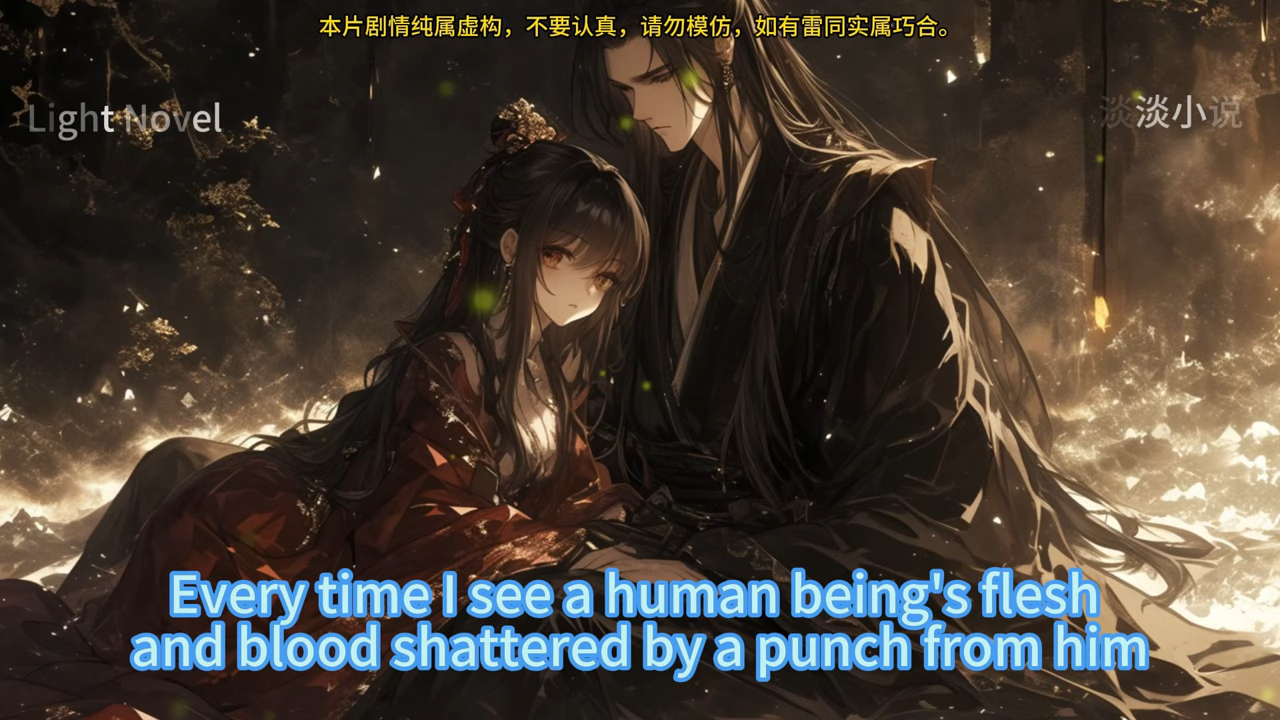 本片剧情纯属虚构，不要认真，请勿模仿，如有雷同实属巧合。
Light Novel
淡淡小说
Every time I see a human being's flesh
and blood shattered by a punch from him